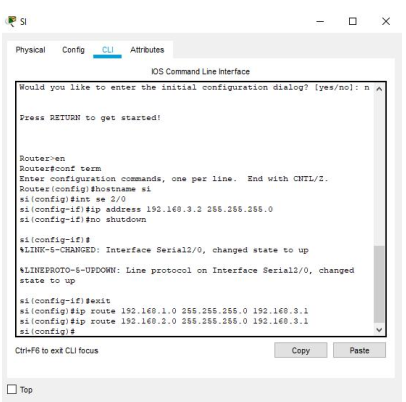 SI
Physical Config CLI Attributes
IOS Command Line Interface
Would you like to enter the initial configuration dialog? [yes/no]: n
Press RETURN to get started!
Router>en
Router#conf term
Enter configuration commands, one per line. End with CNTL/Z.
Router(config)#hostname si
si(config)#int se 2/0
si(config-if)#ip address 192.168.3.2 255.255.255.0
si(config-if)#no shutdown
si(config-if)#
%LINK-5-CHANGED: Interface Serial2/0, changed state to up
%LINEPROTO-5-UPDOWN: Line protocol on Interface Serial2/0, changed
state to up
si(config-if)#exit
si(config)#ip route 192.168.1.0 255.255.255.0 192.168.3.1
si(config)#ip route 192.168.2.0 255.255.255.0 192.168.3.1
si(config)#
Ctrl+F6 to exit CLI focus
Copy Paste
Top